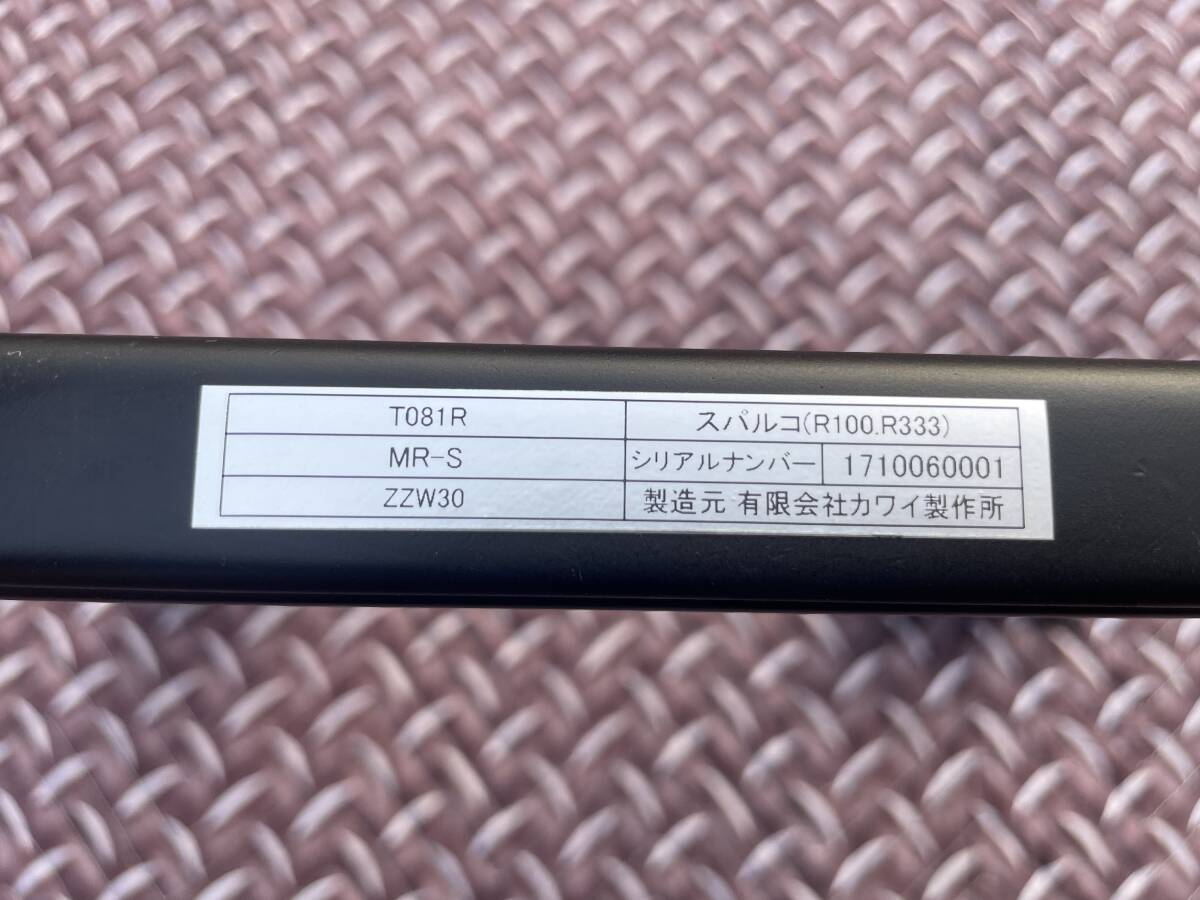 T081R スパルコ(R100.R333)
MR-S シリアルナンバー 1710060001
ZZW30 製造元 有限会社カワイ製作所